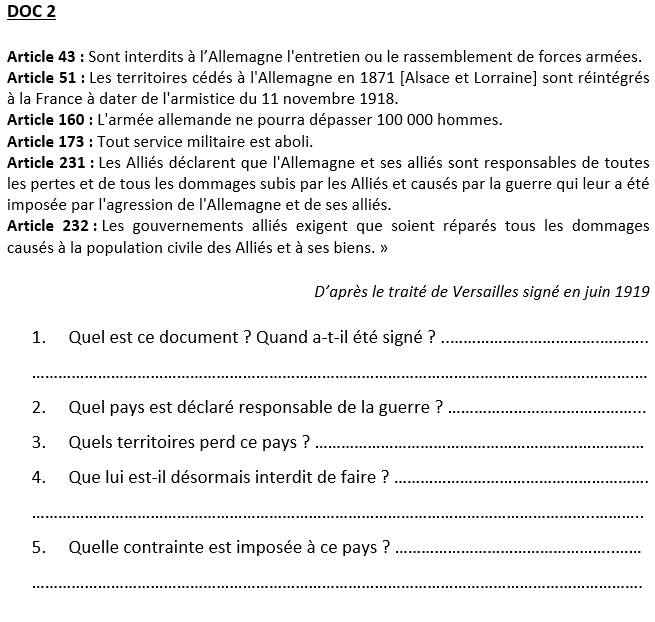 DOC 2
Article 43 : Sont interdits à l’Allemagne l'entretien ou le rassemblement de forces armées.
Article 51 : Les territoires cédés à l'Allemagne en 1871 [Alsace et Lorraine] sont réintégrés
à la France à dater de l'armistice du 11 novembre 1918.
Article 160 : L'armée allemande ne pourra dépasser 100 000 hommes.
Article 173 : Tout service militaire est aboli.
Article 231 : Les Alliés déclarent que l'Allemagne et ses alliés sont responsables de toutes
les pertes et de tous les dommages subis par les Alliés et causés par la guerre qui leur a été
imposée par l'agression de l'Allemagne et de ses alliés.
Article 232 : Les gouvernements alliés exigent que soient réparés tous les dommages
causés à la population civile des Alliés et à ses biens. »
D’après le traité de Versailles signé en juin 1919
1. Quel est ce document ? Quand a-t-il été signé ? ................................................
................................................................................................................................
2. Quel pays est déclaré responsable de la guerre ? ..............................................
3. Quels territoires perd ce pays ? ...........................................................................
4. Que lui est-il désormais interdit de faire ? ..........................................................
................................................................................................................................
5. Quelle contrainte est imposée à ce pays ? .........................................................
................................................................................................................................